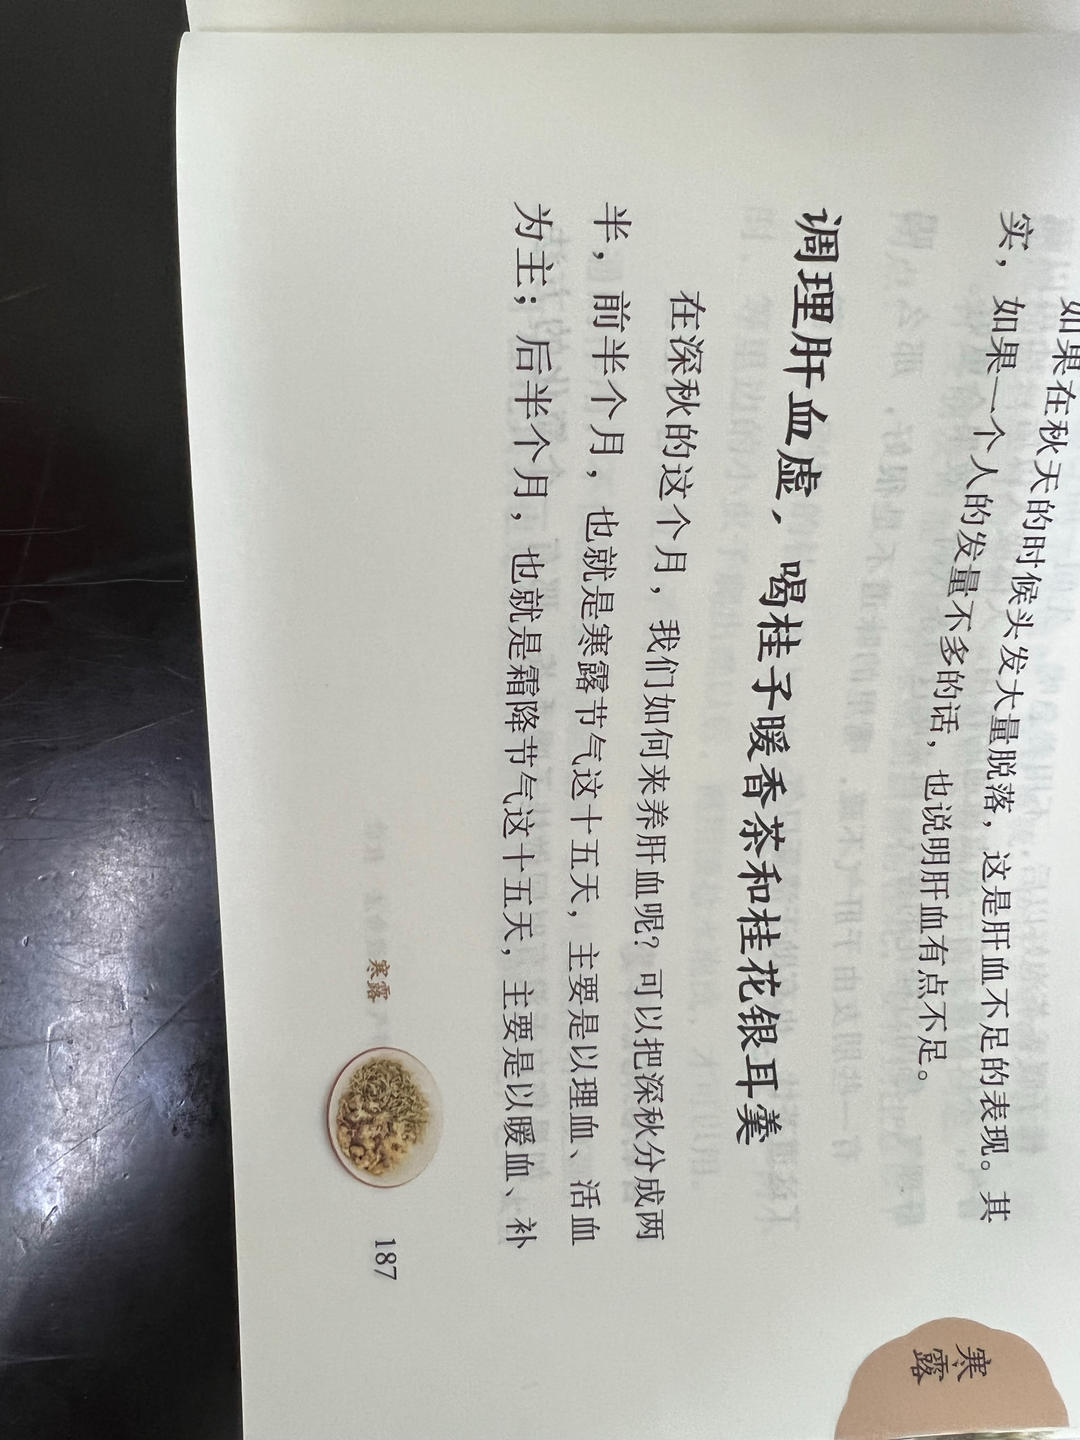 如果在秋天的时候头发大量脱落，这是肝血不足的表现。其
实，如果一个人的发量不多的话，也说明肝血有点不足。
调理肝血虚，喝桂子暖香茶和桂花银耳羹
在深秋的这个月，我们如何来养肝血呢？可以把深秋分成两
半，前半个月，也就是寒露节气这十五天，主要是以理血、活血
为主；后半个月，也就是霜降节气这十五天，主要是以暖血、补
寒露
187
寒露